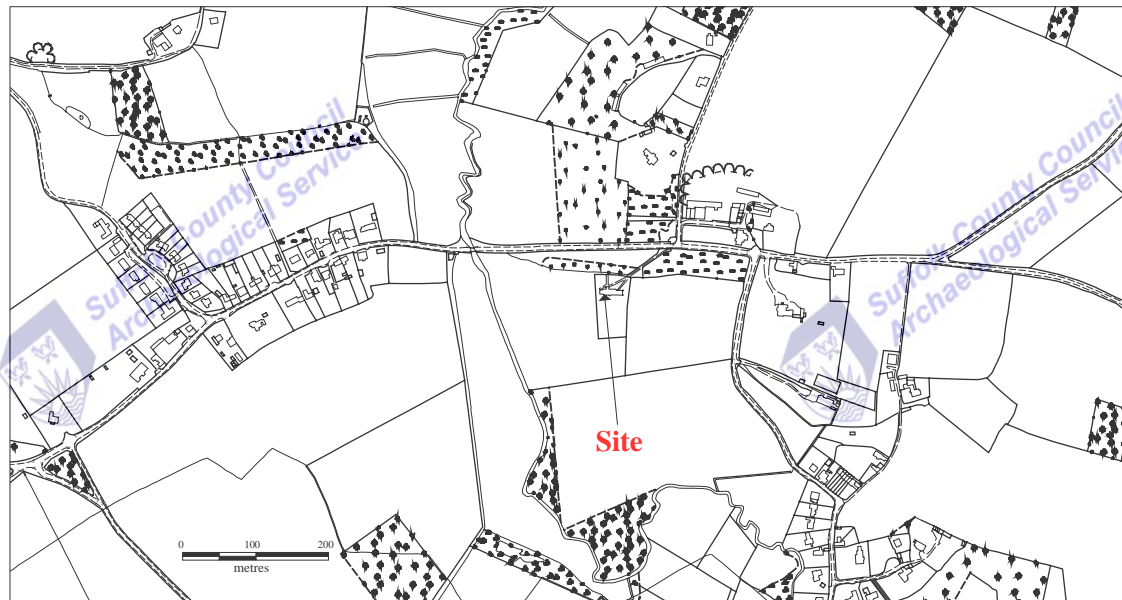 Suffolk County Council
Archaeological Service
Suffolk County Council
Archaeological Service
Site
0 100 200
metres